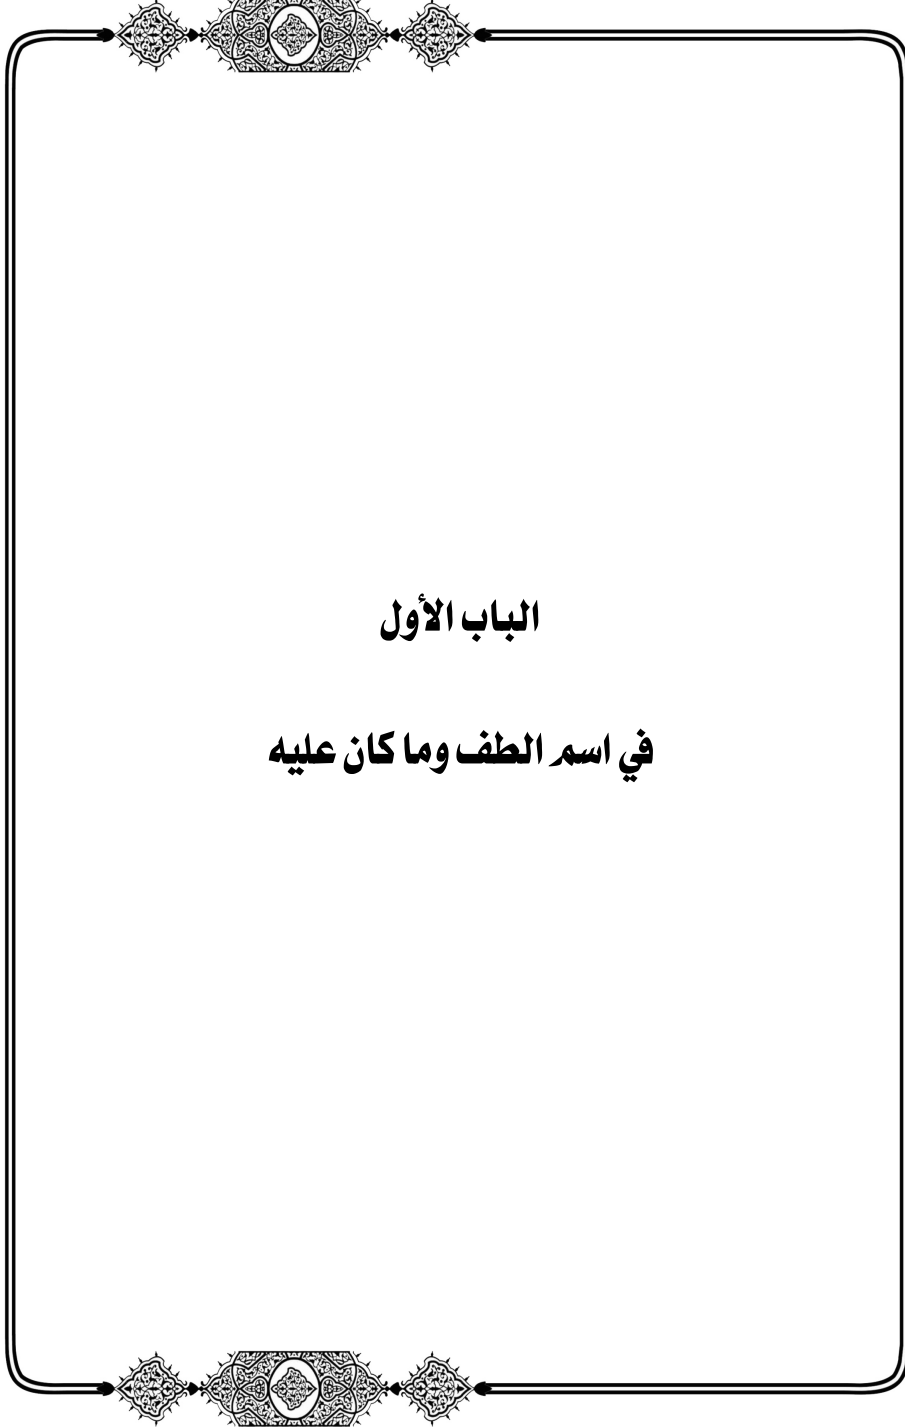 الباب الأول
في اسم الطف وما كان عليه